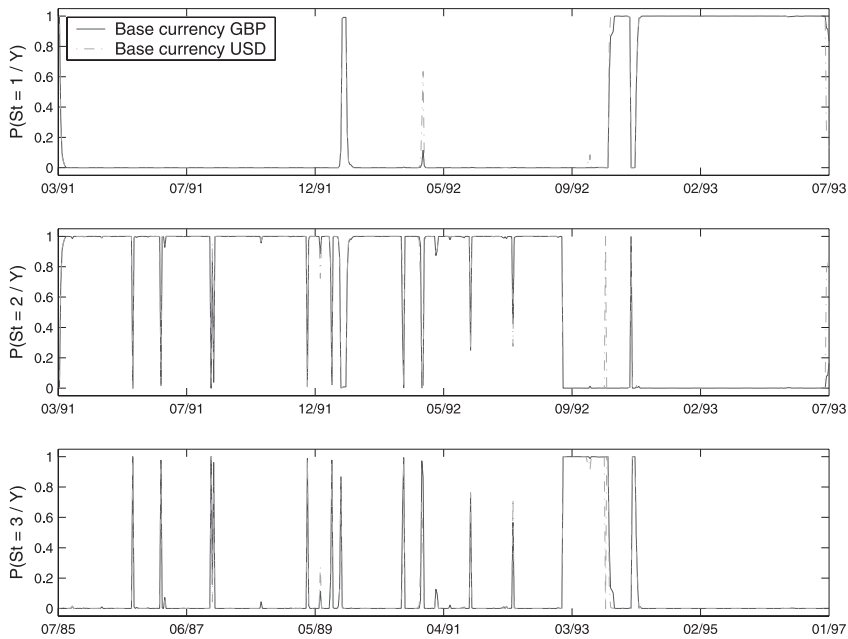 Base currency GBP
Base currency USD
P(St = 1 / Y)
1
0.8
0.6
0.4
0.2
0
03/91 07/91 12/91 05/92 09/92 02/93 07/93
P(St = 2 / Y)
1
0.8
0.6
0.4
0.2
0
03/91 07/91 12/91 05/92 09/92 02/93 07/93
P(St = 3 / Y)
1
0.8
0.6
0.4
0.2
0
07/85 06/87 05/89 04/91 03/93 02/95 01/97